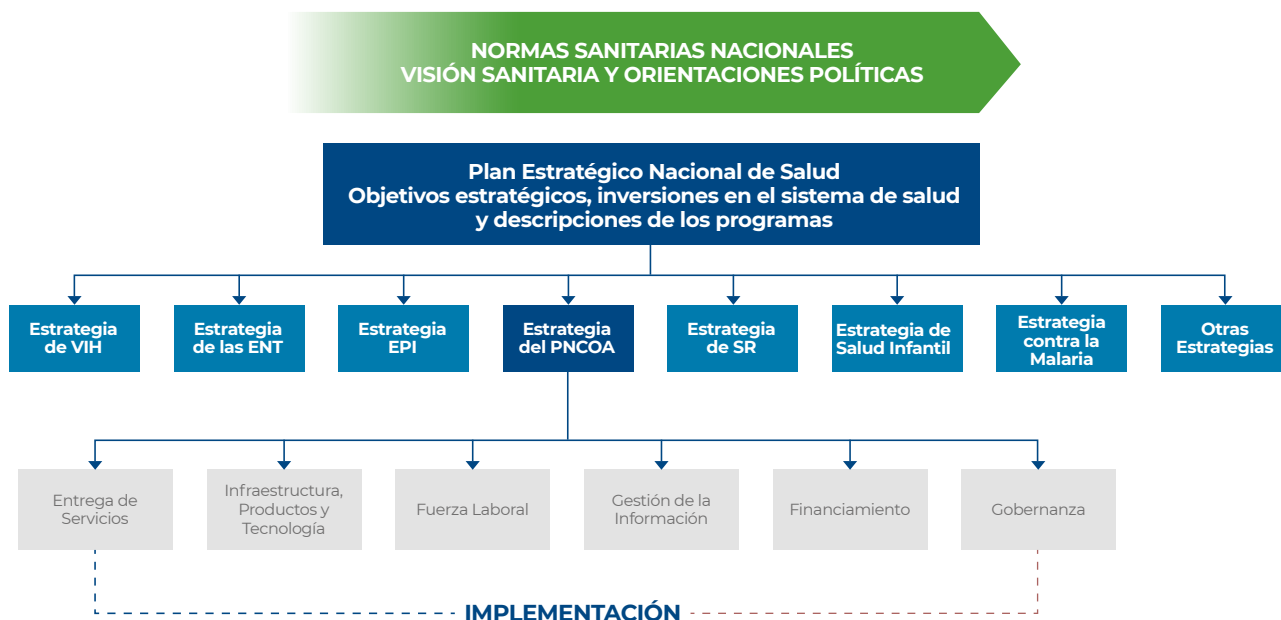 NORMAS SANITARIAS NACIONALES
VISIÓN SANITARIA Y ORIENTACIONES POLÍTICAS
Plan Estratégico Nacional de Salud
Objetivos estratégicos, inversiones en el sistema de salud
y descripciones de los programas
Estrategia
de VIH
Estrategia
de las ENT
Estrategia
EPI
Estrategia
del PNCOA
Estrategia
de SR
Estrategia de
Salud Infantil
Estrategia
contra la
Malaria
Otras
Estrategias
Entrega de
Servicios
Infraestructura,
Productos y
Tecnología
Fuerza Laboral
Gestión de la
Información
Financiamiento
Gobernanza
IMPLEMENTACIÓN